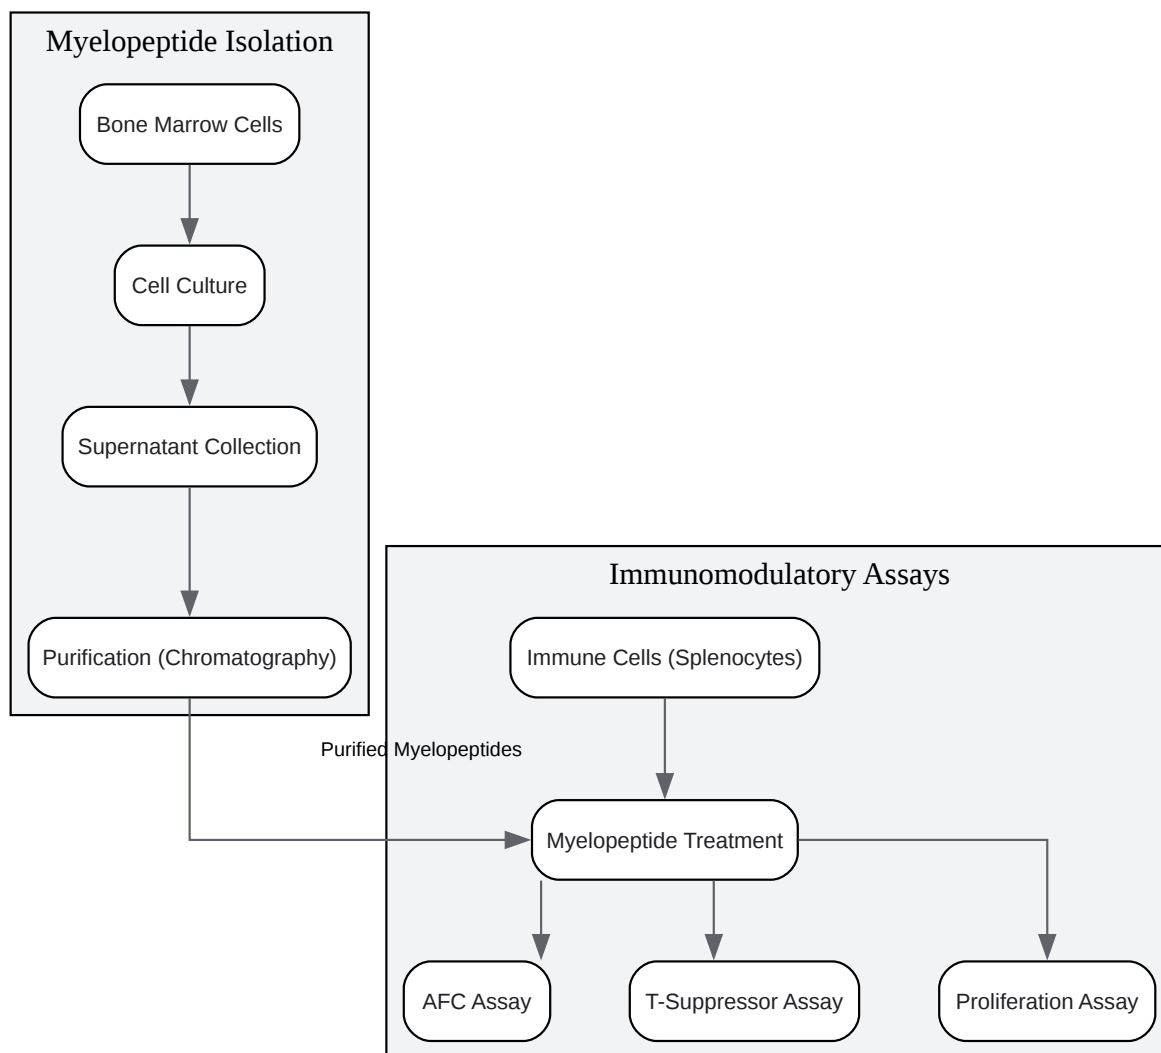 Myelopeptide Isolation
Bone Marrow Cells
Cell Culture
Supernatant Collection
Purification (Chromatography)
Purified Myelopeptides
Immunomodulatory Assays
Immune Cells (Splenocytes)
Myelopeptide Treatment
AFC Assay
T-Suppressor Assay
Proliferation Assay